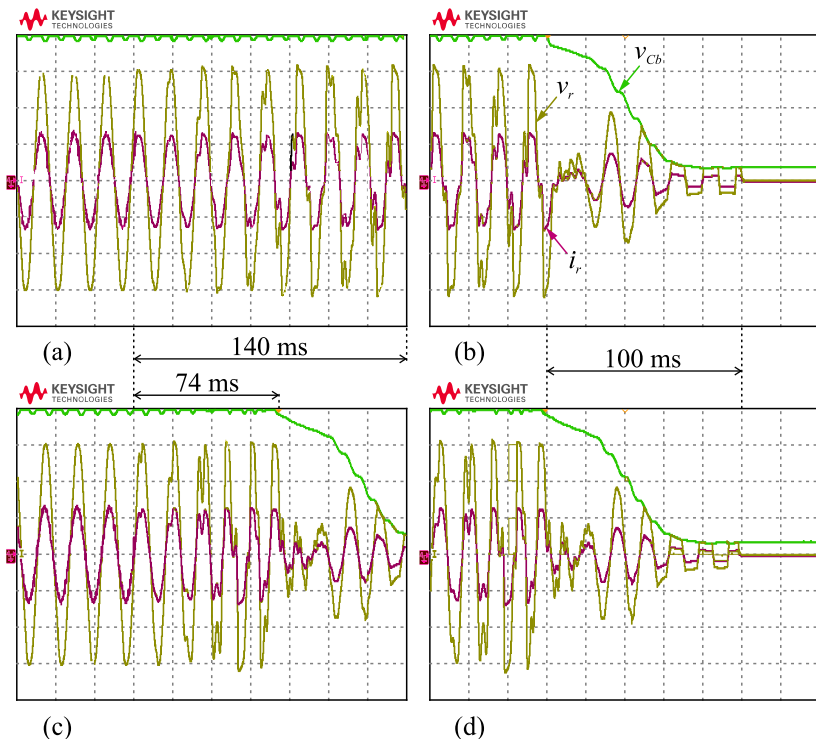 KEYSIGHT
TECHNOLOGIES
KEYSIGHT
TECHNOLOGIES
v_Cb
v_r
i_r
(a)
140 ms
(b)
100 ms
KEYSIGHT
TECHNOLOGIES
74 ms
KEYSIGHT
TECHNOLOGIES
(c)
(d)